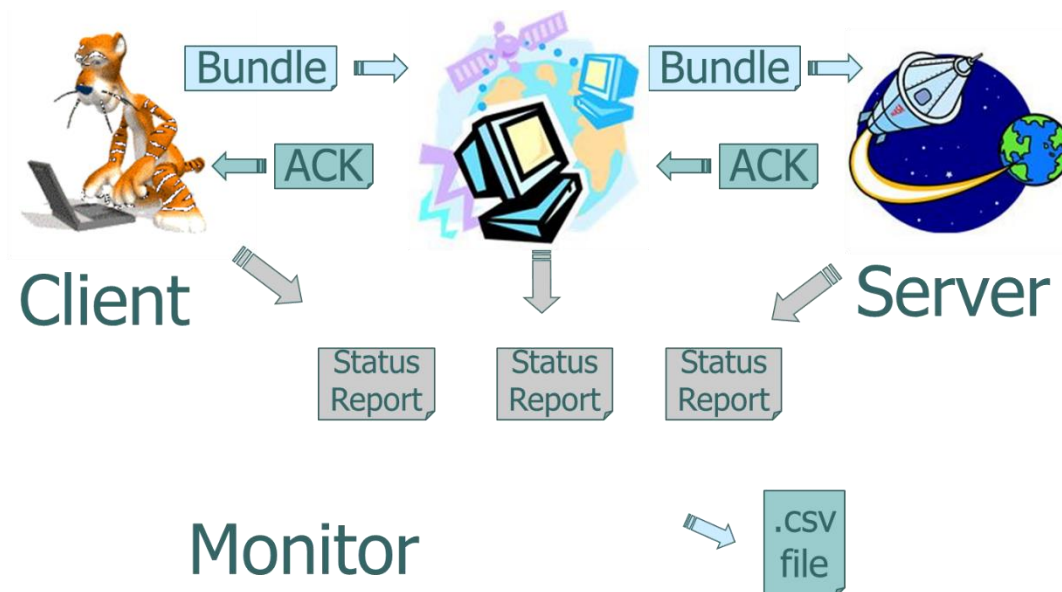 Bundle
Bundle
ACK
ACK
Client
Server
Status
Report
Status
Report
Status
Report
Monitor
.csv
file